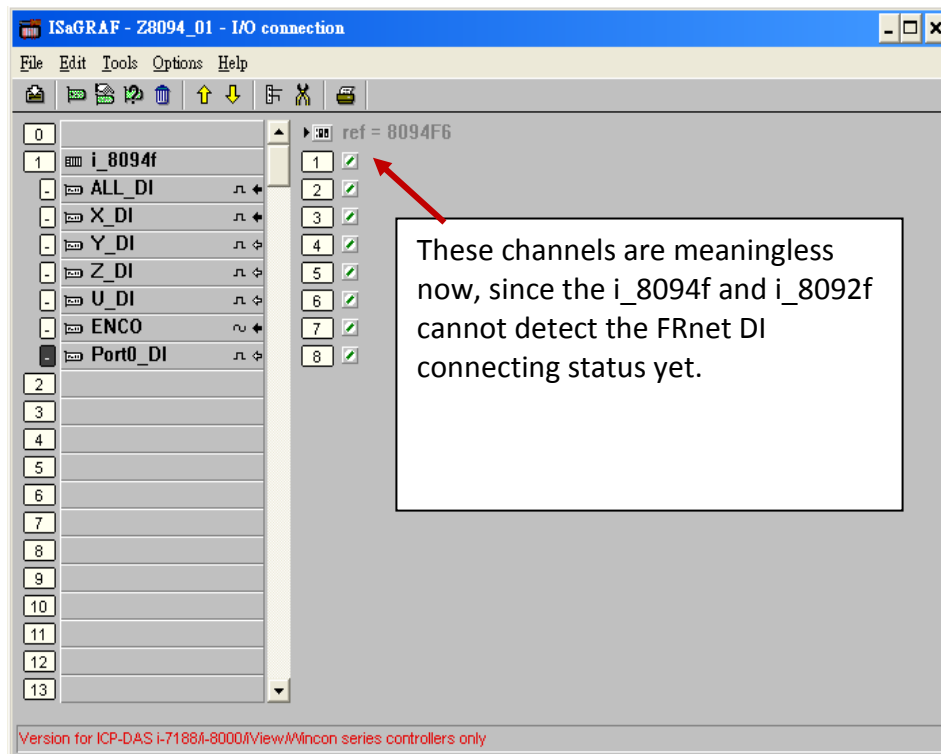 ISaGRAF - Z8094_01 - I/O connection
File Edit Tools Options Help
0
1 i_8094f
- ALL_DI
- X_DI
- Y_DI
- Z_DI
- U_DI
- ENCO
- Port0_DI
2
3
4
5
6
7
8
9
10
11
12
13
ref = 8094F6
1
2
3
4
5
6
7
8
These channels are meaningless
now, since the i_8094f and i_8092f
cannot detect the FRnet DI
connecting status yet.
Version for ICP-DAS i-7188/i-8000/iView/Wincon series controllers only